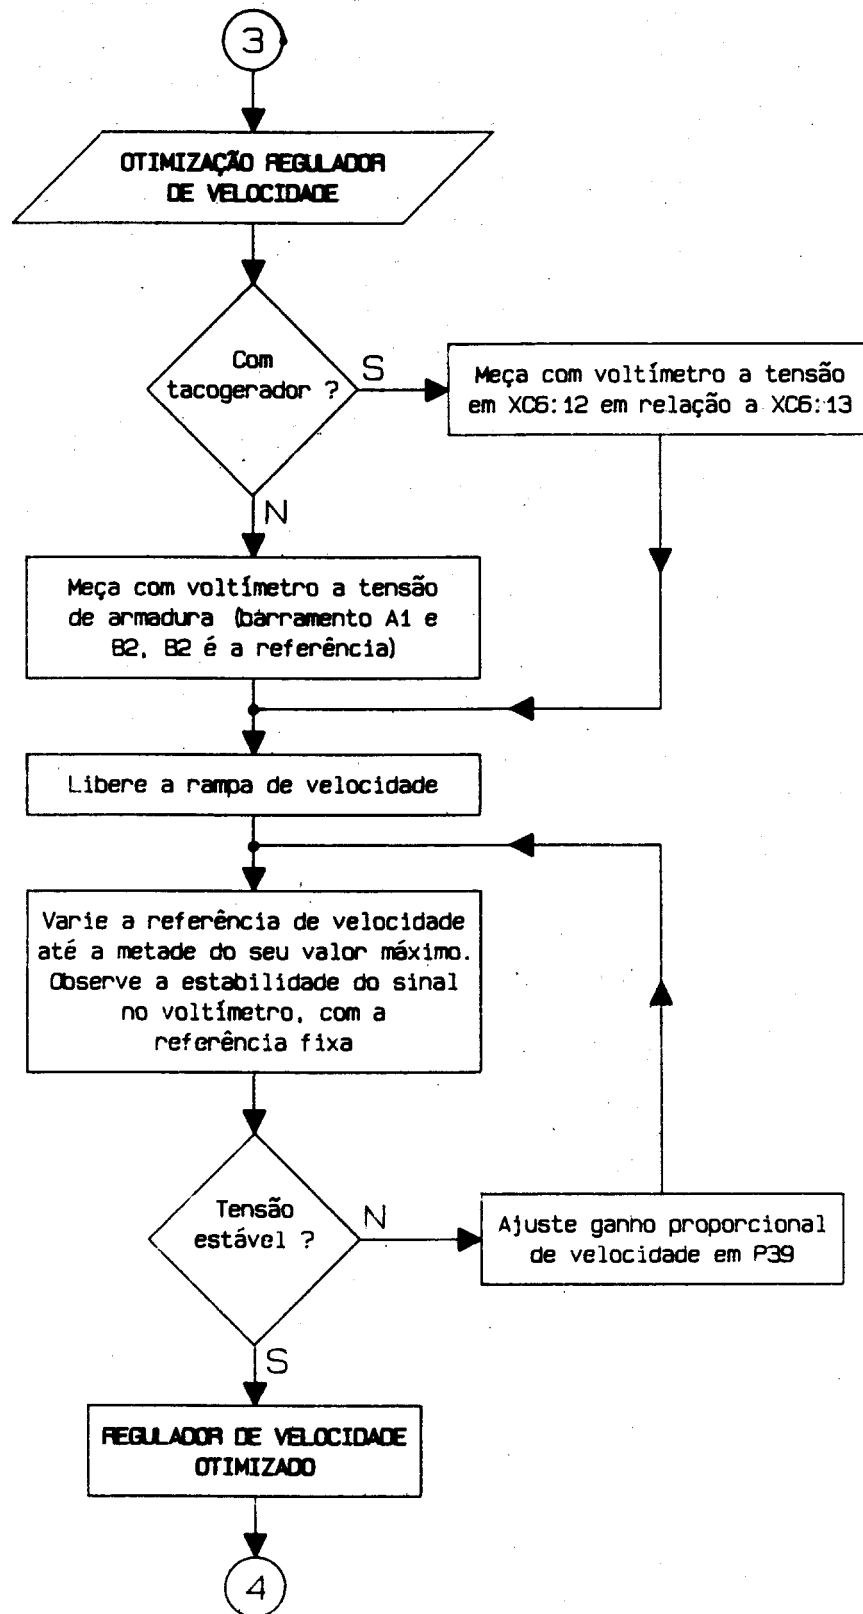 3
OTIMIZAÇÃO REGULADOR
DE VELOCIDADE
Com
tacogerador ?
S
Meça com voltímetro a tensão
em XC6:12 em relação a XC6:13
N
Meça com voltímetro a tensão
de armadura (barramento A1 e
B2, B2 é a referência)
Libere a rampa de velocidade
Varie a referência de velocidade
até a metade do seu valor máximo.
Observe a estabilidade do sinal
no voltímetro, com a
referência fixa
Tensão
estável ?
N
Ajuste ganho proporcional
de velocidade em P39
S
REGULADOR DE VELOCIDADE
OTIMIZADO
4